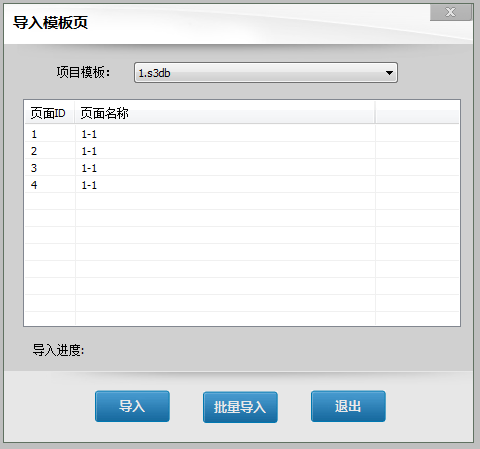 导入模板页
X
项目模板：
1.s3db
页面ID 页面名称
1 1-1
2 1-1
3 1-1
4 1-1
导入进度:
导入 批量导入 退出